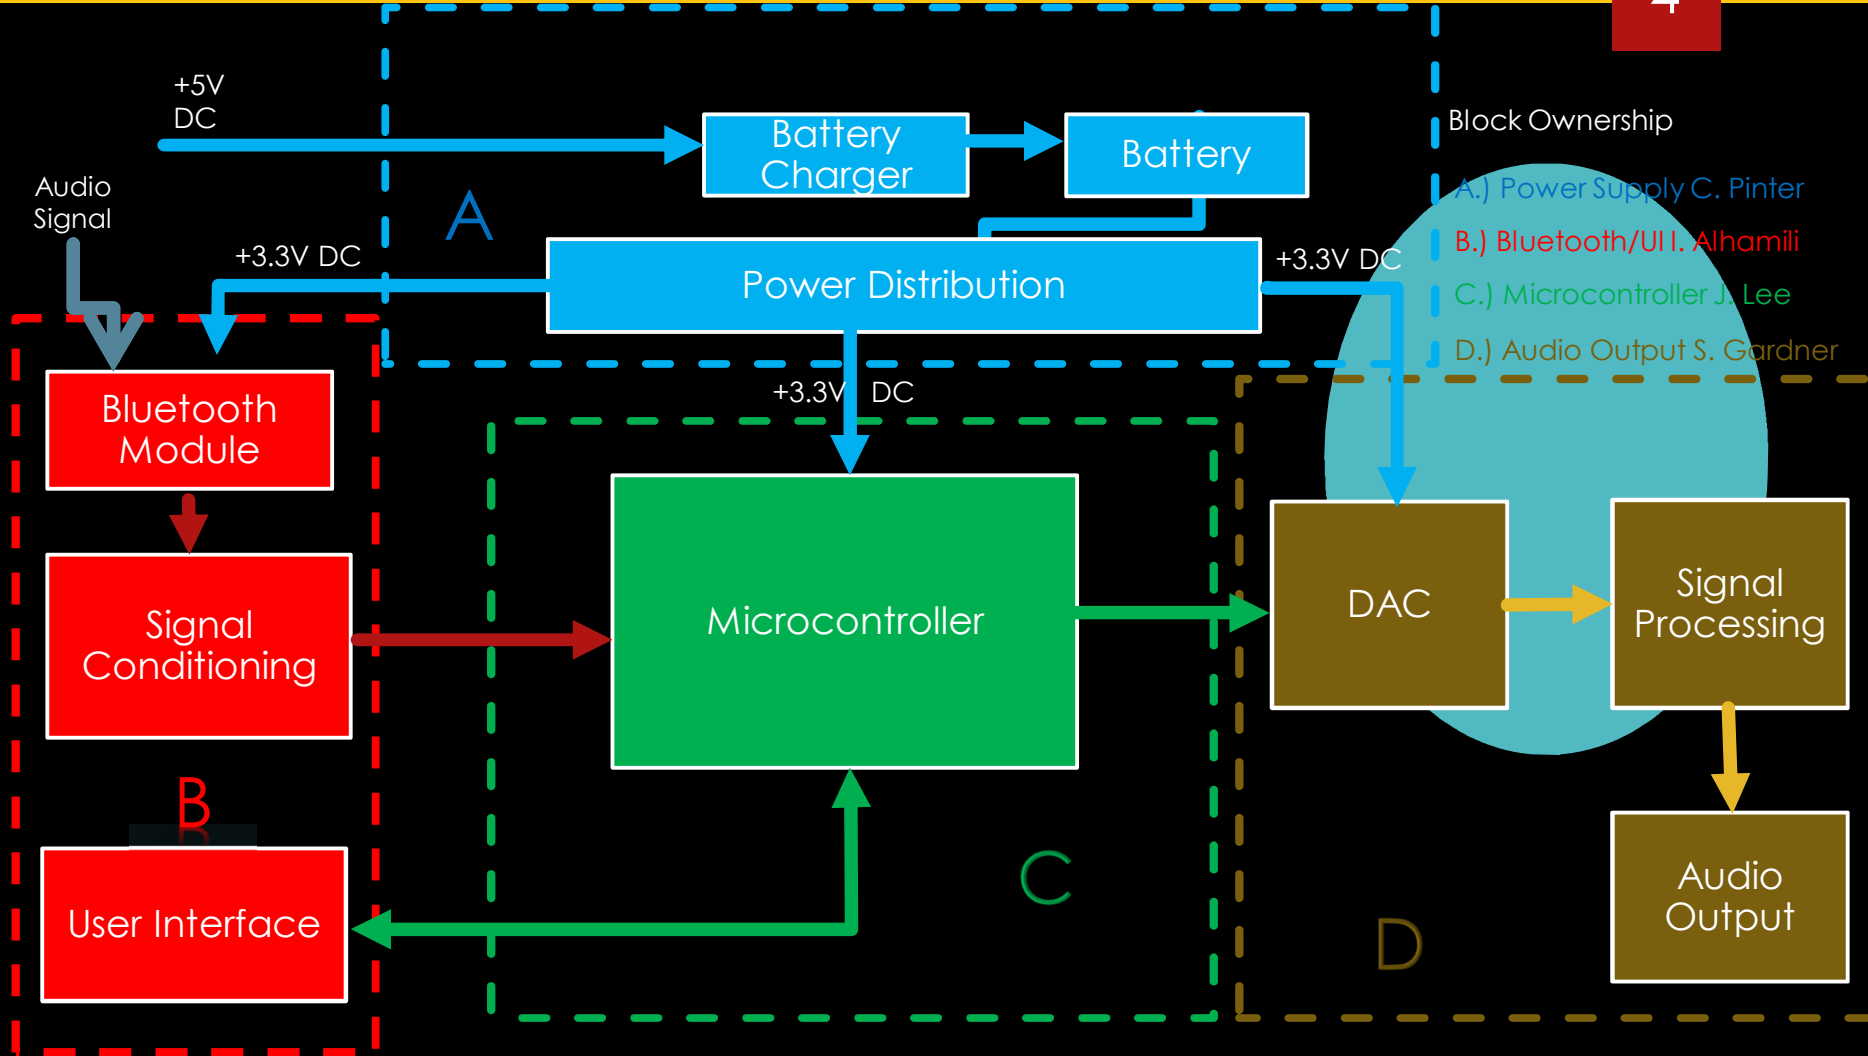 4
+5V
DC
Battery
Charger
Battery
Block Ownership
Audio
Signal
A
A.) Power Supply C. Pinter
B.) Bluetooth/UI I. Alhamili
+3.3V DC
Power Distribution
+3.3V DC
C.) Microcontroller J. Lee
D.) Audio Output S. Gardner
+3.3V DC
Bluetooth
Module
Signal
Conditioning
Microcontroller
DAC
Signal
Processing
B
C
User Interface
D
Audio
Output